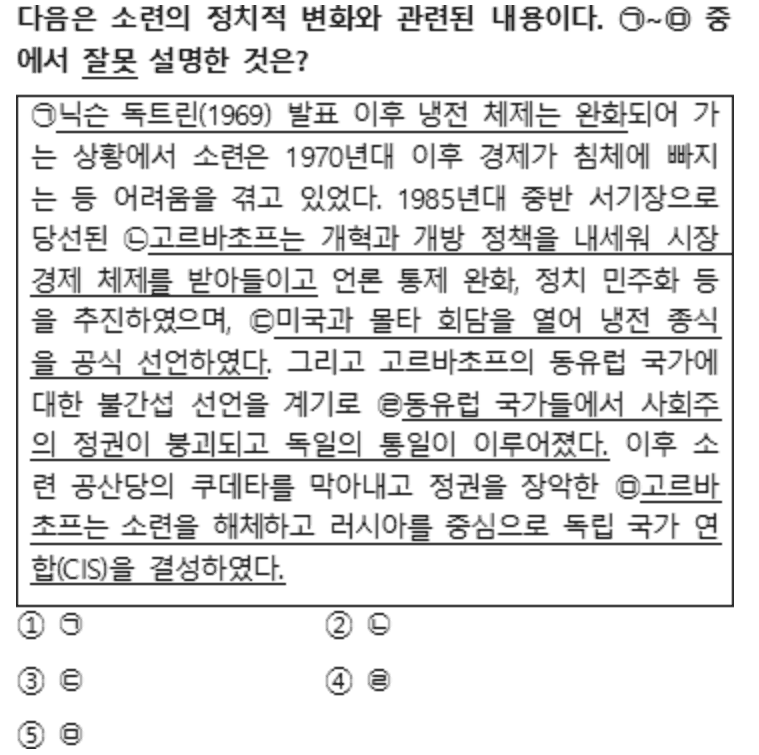 다음은 소련의 정치적 변화와 관련된 내용이다. ㉠~㉤ 중
에서 잘못 설명한 것은?
㉠닉슨 독트린(1969) 발표 이후 냉전 체제는 완화되어 가
는 상황에서 소련은 1970년대 이후 경제가 침체에 빠지
는 등 어려움을 겪고 있었다. 1985년대 중반 서기장으로
당선된 ㉡고르바초프는 개혁과 개방 정책을 내세워 시장
경제 체제를 받아들이고 언론 통제 완화, 정치 민주화 등
을 추진하였으며, ㉢미국과 몰타 회담을 열어 냉전 종식
을 공식 선언하였다. 그리고 고르바초프의 동유럽 국가에
대한 불간섭 선언을 계기로 ㉣동유럽 국가들에서 사회주
의 정권이 붕괴되고 독일의 통일이 이루어졌다. 이후 소
련 공산당의 쿠데타를 막아내고 정권을 장악한 ㉤고르바
초프는 소련을 해체하고 러시아를 중심으로 독립 국가 연
합(CIS)을 결성하였다.
① ㉠ ② ㉡
③ ㉢ ④ ㉣
⑤ ㉤